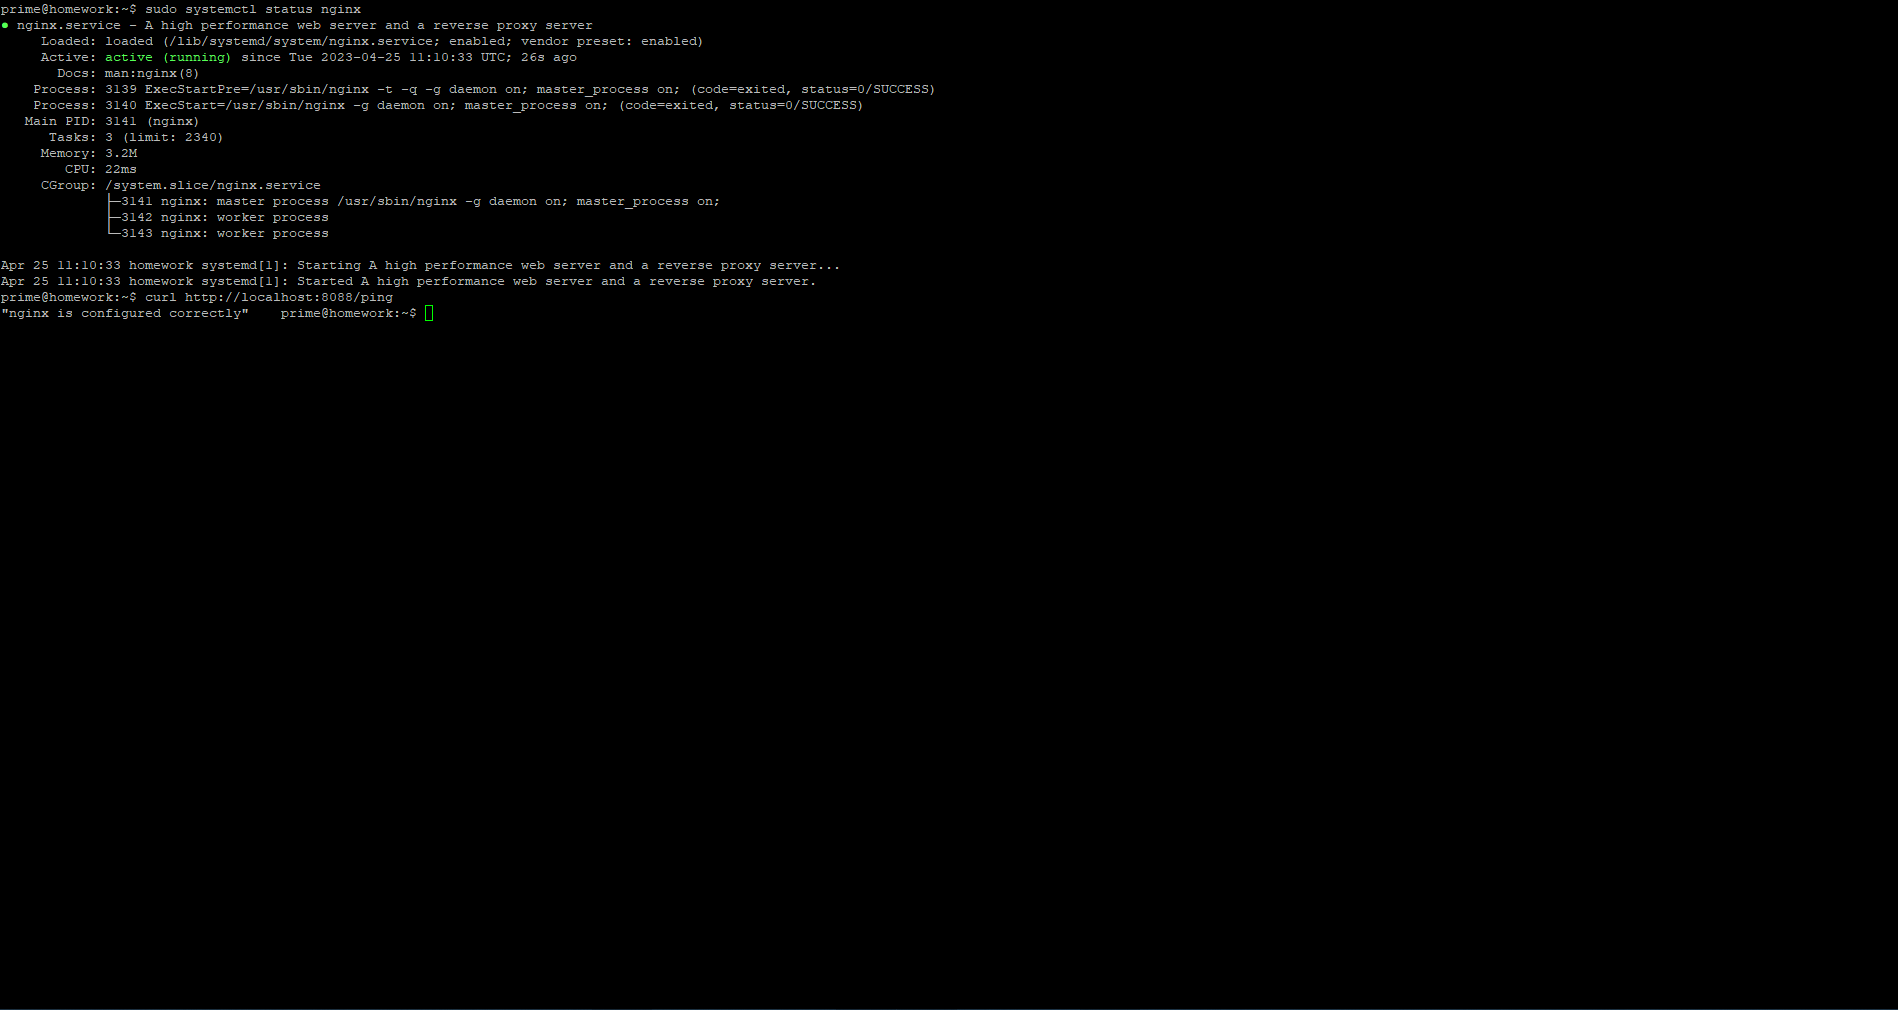 prime@homework:~$ sudo systemctl status nginx
● nginx.service - A high performance web server and a reverse proxy server
     Loaded: loaded (/lib/systemd/system/nginx.service; enabled; vendor preset: enabled)
     Active: active (running) since Tue 2023-04-25 11:10:33 UTC; 26s ago
       Docs: man:nginx(8)
    Process: 3139 ExecStartPre=/usr/sbin/nginx -t -q -g daemon on; master_process on; (code=exited, status=0/SUCCESS)
    Process: 3140 ExecStart=/usr/sbin/nginx -g daemon on; master_process on; (code=exited, status=0/SUCCESS)
   Main PID: 3141 (nginx)
      Tasks: 3 (limit: 2340)
     Memory: 3.2M
        CPU: 22ms
     CGroup: /system.slice/nginx.service
             ├─3141 nginx: master process /usr/sbin/nginx -g daemon on; master_process on;
             ├─3142 nginx: worker process
             └─3143 nginx: worker process

Apr 25 11:10:33 homework systemd[1]: Starting A high performance web server and a reverse proxy server...
Apr 25 11:10:33 homework systemd[1]: Started A high performance web server and a reverse proxy server.
prime@homework:~$ curl http://localhost:8088/ping
"nginx is configured correctly"    prime@homework:~$